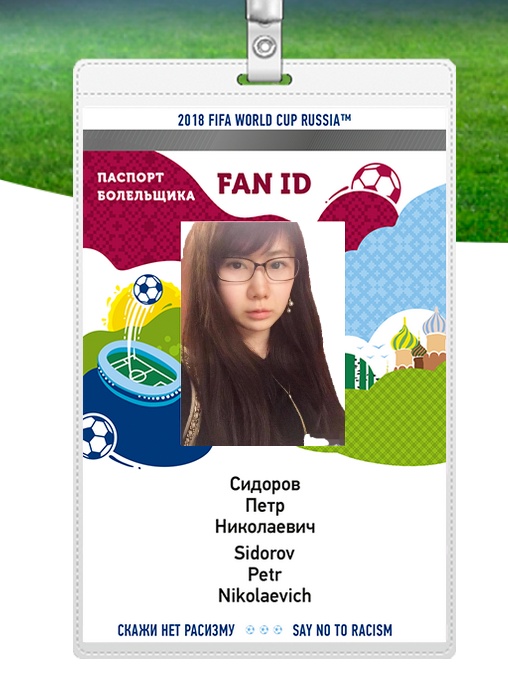 2018 FIFA WORLD CUP RUSSIA™
ПАСПОРТ
БОЛЕЛЬЩИКА
FAN ID
Сидоров
Петр
Николаевич
Sidorov
Petr
Nikolaevich
СКАЖИ НЕТ РАСИЗМУ SAY NO TO RACISM